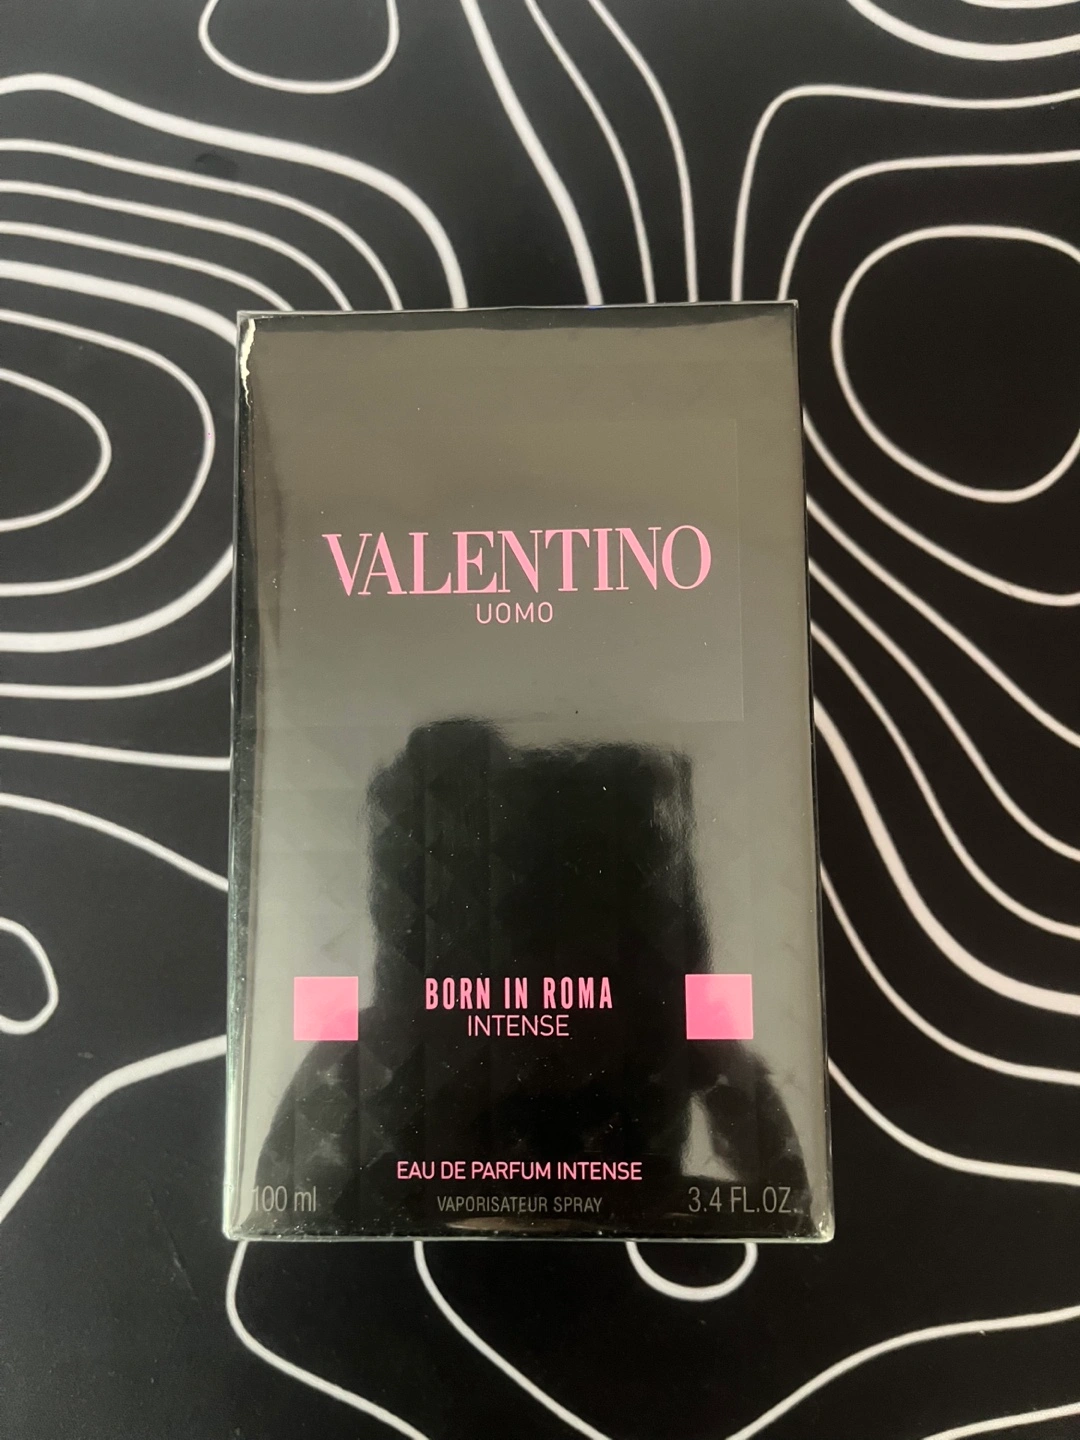 VALENTINO
UOMO
BORN IN ROMA
INTENSE
EAU DE PARFUM INTENSE
100 ml VAPORISATEUR SPRAY 3.4 FL.OZ.